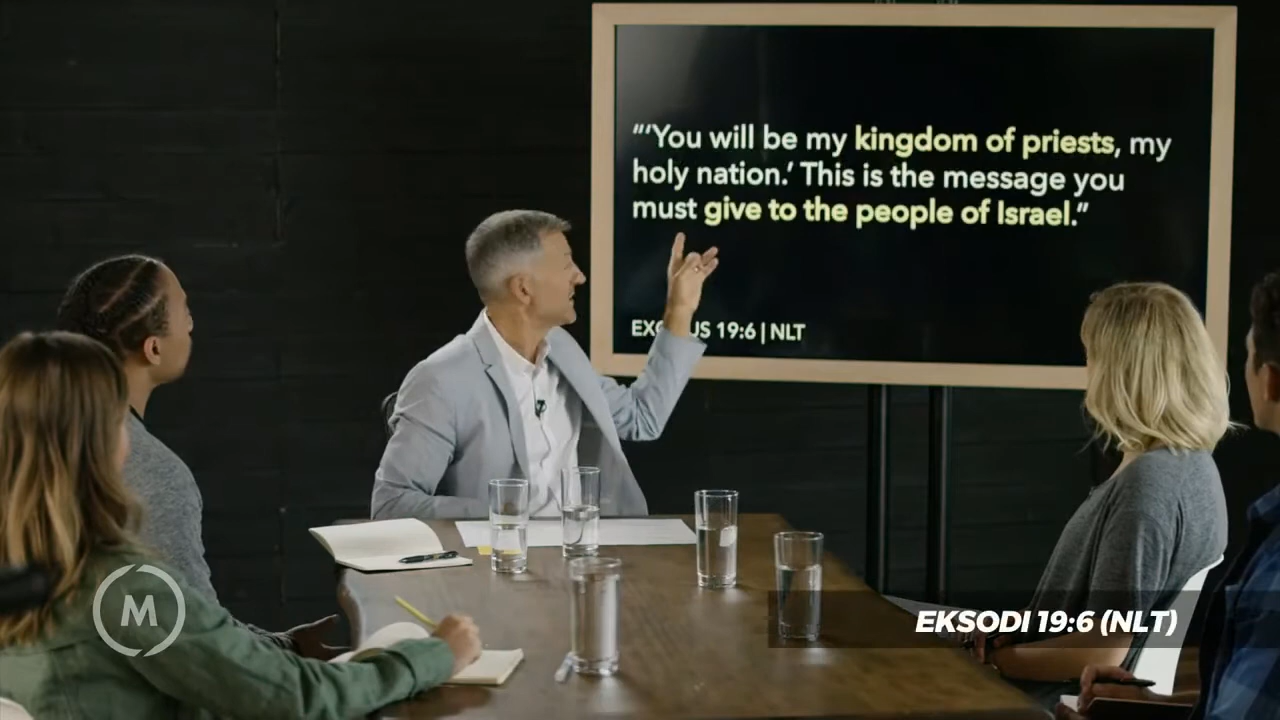 “‘You will be my kingdom of priests, my
holy nation.’ This is the message you
must give to the people of Israel.”
19:6 | NLT
M
EKSODI 19:6 (NLT)